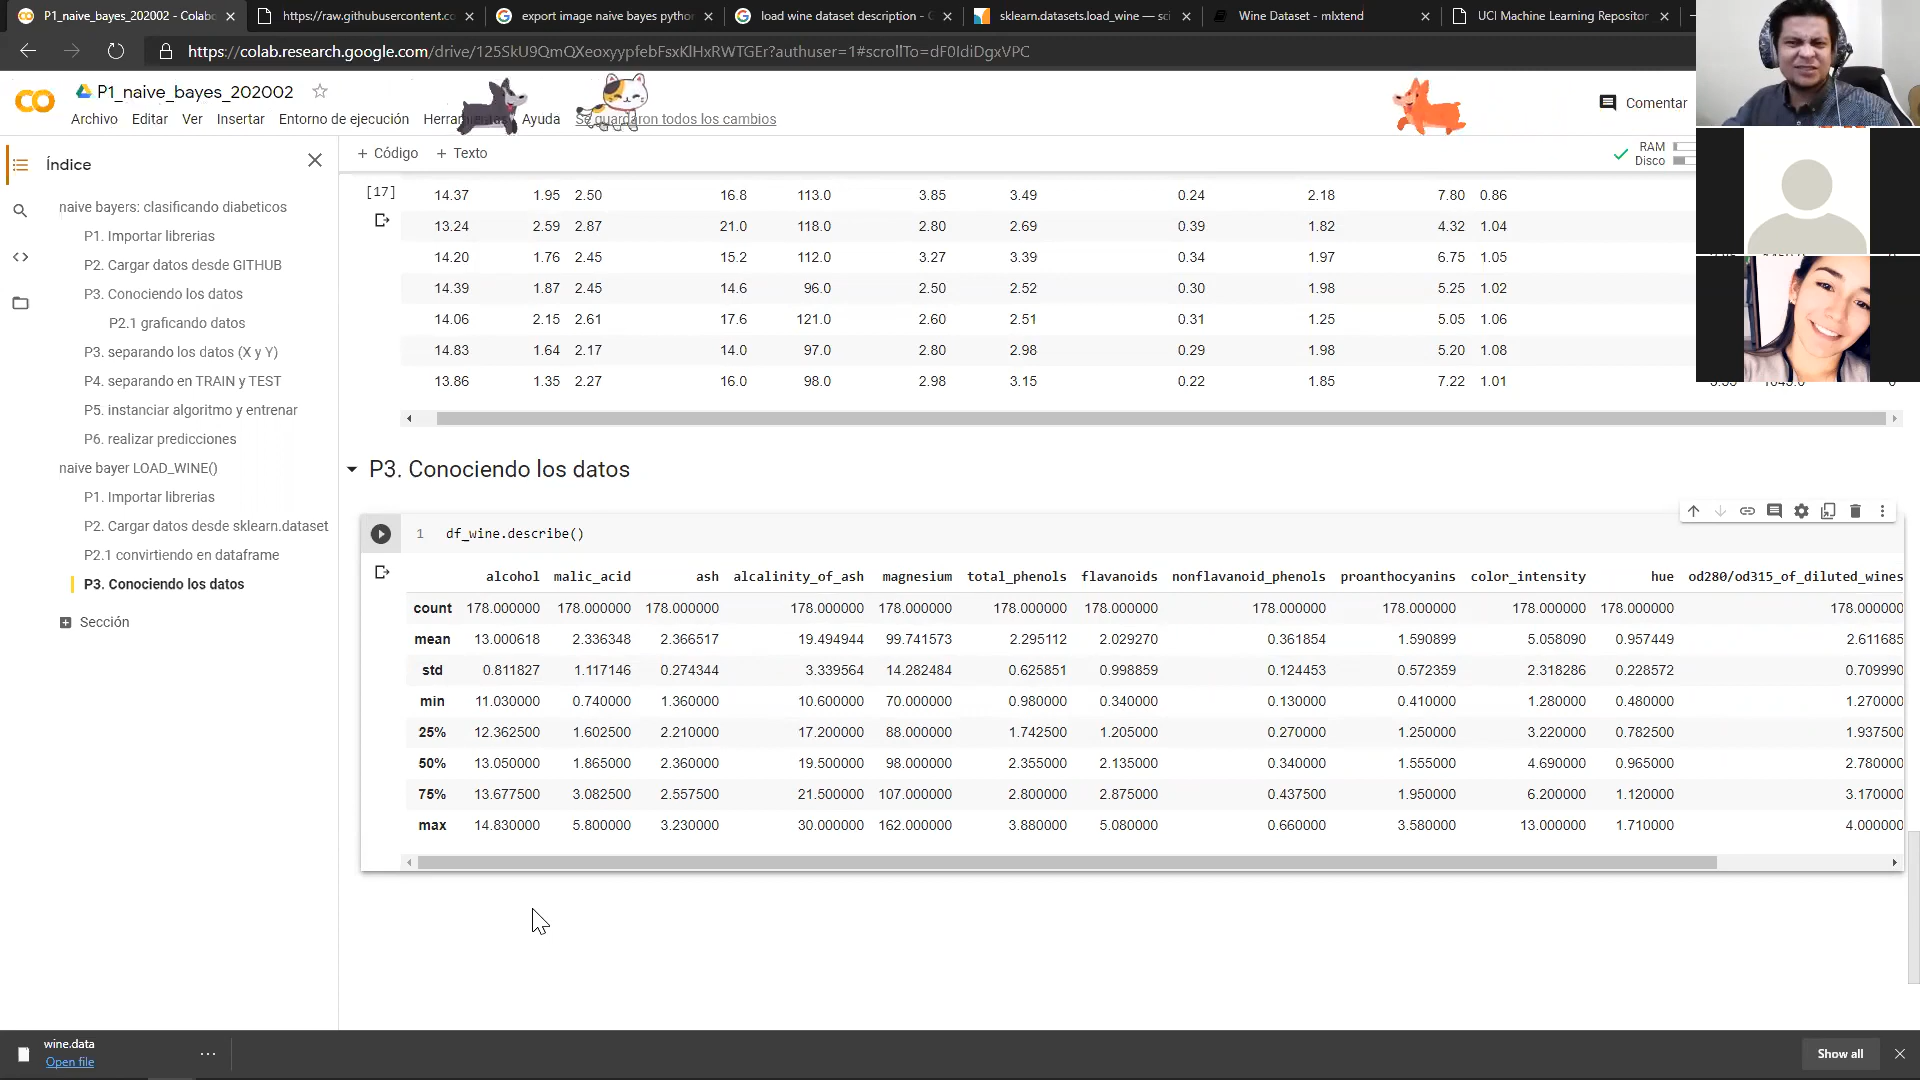 P1_naive_bayes_202002 - Colab
https://raw.githubusercontent.co
export image naive bayes python
load wine dataset description - G
sklearn.datasets.load_wine — sci
Wine Dataset - mlxtend
UCI Machine Learning Repositor
https://colab.research.google.com/drive/125SkU9QmQXeoxyypfebFsxKlHxRWTGEr?authuser=1#scrollTo=dF0IdiDgxVPC
P1_naive_bayes_202002
Comentar
Archivo Editar Ver Insertar Entorno de ejecución Herramientas Ayuda Se guardaron todos los cambios
Índice
+ Código + Texto
RAM
Disco
naive bayers: clasificando diabeticos
P1. Importar librerias
P2. Cargar datos desde GITHUB
P3. Conociendo los datos
P2.1 graficando datos
P3. separando los datos (X y Y)
P4. separando en TRAIN y TEST
P5. instanciar algoritmo y entrenar
P6. realizar predicciones
naive bayer LOAD_WINE()
P1. Importar librerias
P2. Cargar datos desde sklearn.dataset
P2.1 convirtiendo en dataframe
P3. Conociendo los datos
Sección
[17] 14.37 1.95 2.50 16.8 113.0 3.85 3.49 0.24 2.18 7.80 0.86
13.24 2.59 2.87 21.0 118.0 2.80 2.69 0.39 1.82 4.32 1.04
14.20 1.76 2.45 15.2 112.0 3.27 3.39 0.34 1.97 6.75 1.05
14.39 1.87 2.45 14.6 96.0 2.50 2.52 0.30 1.98 5.25 1.02
14.06 2.15 2.61 17.6 121.0 2.60 2.51 0.31 1.25 5.05 1.06
14.83 1.64 2.17 14.0 97.0 2.80 2.98 0.29 1.98 5.20 1.08
13.86 1.35 2.27 16.0 98.0 2.98 3.15 0.22 1.85 7.22 1.01
P3. Conociendo los datos
1 df_wine.describe()
alcohol malic_acid ash alcalinity_of_ash magnesium total_phenols flavanoids nonflavanoid_phenols proanthocyanins color_intensity hue od280/od315_of_diluted_wines
count 178.000000 178.000000 178.000000 178.000000 178.000000 178.000000 178.000000 178.000000 178.000000 178.000000 178.000000 178.000000
mean 13.000618 2.336348 2.366517 19.494944 99.741573 2.295112 2.029270 0.361854 1.590899 5.058090 0.957449 2.611685
std 0.811827 1.117146 0.274344 3.339564 14.282484 0.625851 0.998859 0.124453 0.572359 2.318286 0.228572 0.709990
min 11.030000 0.740000 1.360000 10.600000 70.000000 0.980000 0.340000 0.130000 0.410000 1.280000 0.480000 1.270000
25% 12.362500 1.602500 2.210000 17.200000 88.000000 1.742500 1.205000 0.270000 1.250000 3.220000 0.782500 1.937500
50% 13.050000 1.865000 2.360000 19.500000 98.000000 2.355000 2.135000 0.340000 1.555000 4.690000 0.965000 2.780000
75% 13.677500 3.082500 2.557500 21.500000 107.000000 2.800000 2.875000 0.437500 1.950000 6.200000 1.120000 3.170000
max 14.830000 5.800000 3.230000 30.000000 162.000000 3.880000 5.080000 0.660000 3.580000 13.000000 1.710000 4.000000
wine.data
Open file
Show all